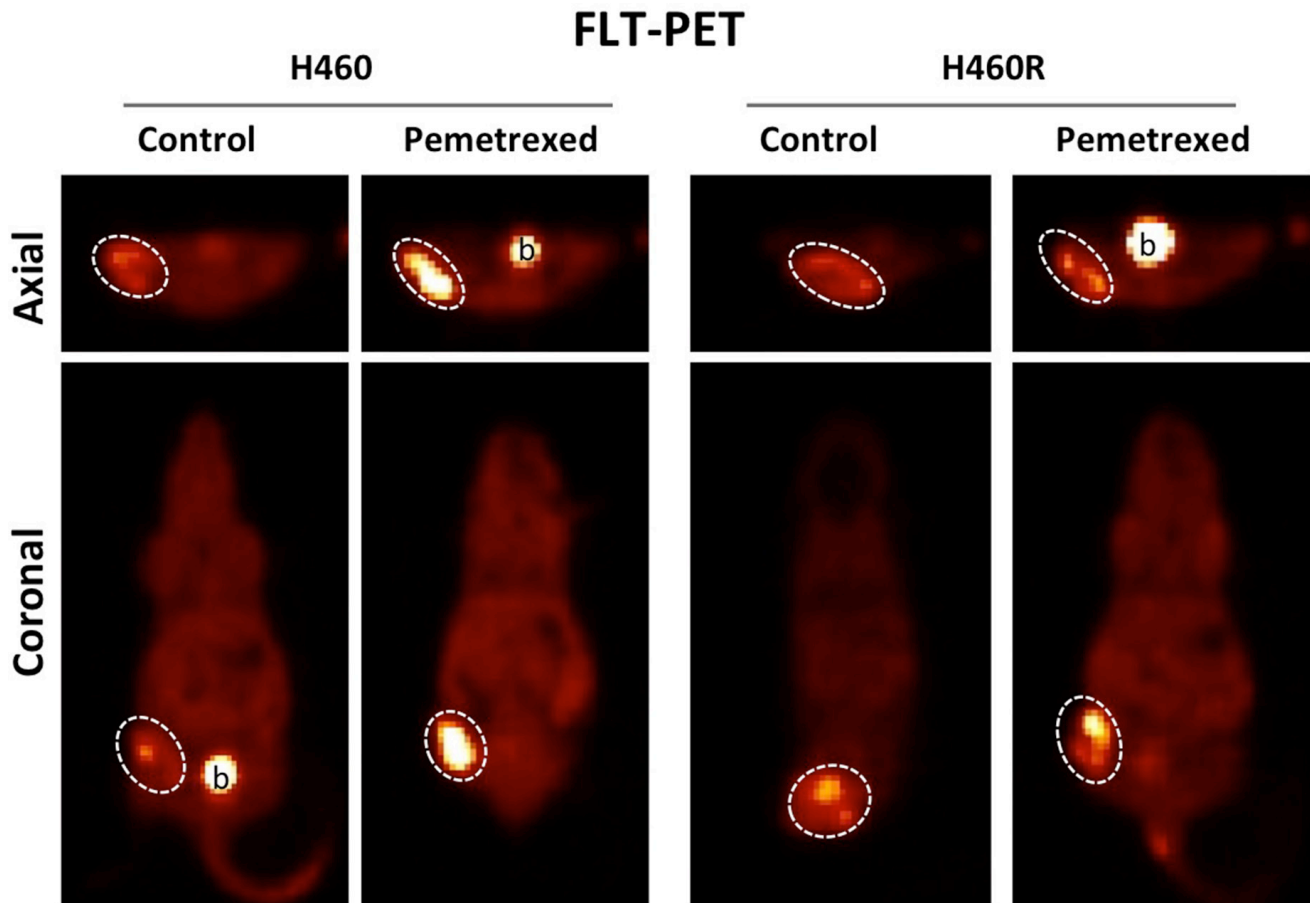 FLT-PET
H460 H460R
Control Pemetrexed Control Pemetrexed
Axial
b b
Coronal
b